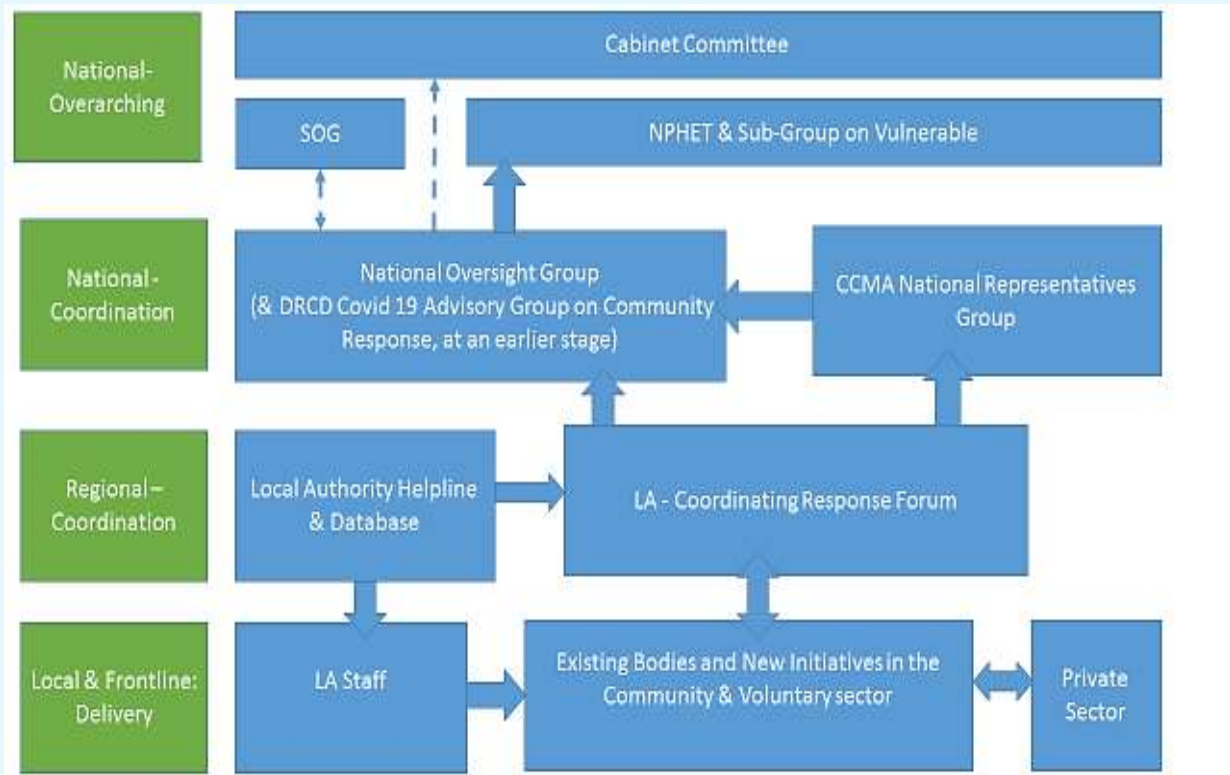 National-
Overarching
Cabinet Committee
SOG
NPHET & Sub-Group on Vulnerable
National -
Coordination
National Oversight Group
(& DRCD Covid 19 Advisory Group on Community
Response, at an earlier stage)
CCMA National Representatives
Group
Regional –
Coordination
Local Authority Helpline
& Database
LA - Coordinating Response Forum
Local & Frontline:
Delivery
LA Staff
Existing Bodies and New Initiatives in the
Community & Voluntary sector
Private
Sector